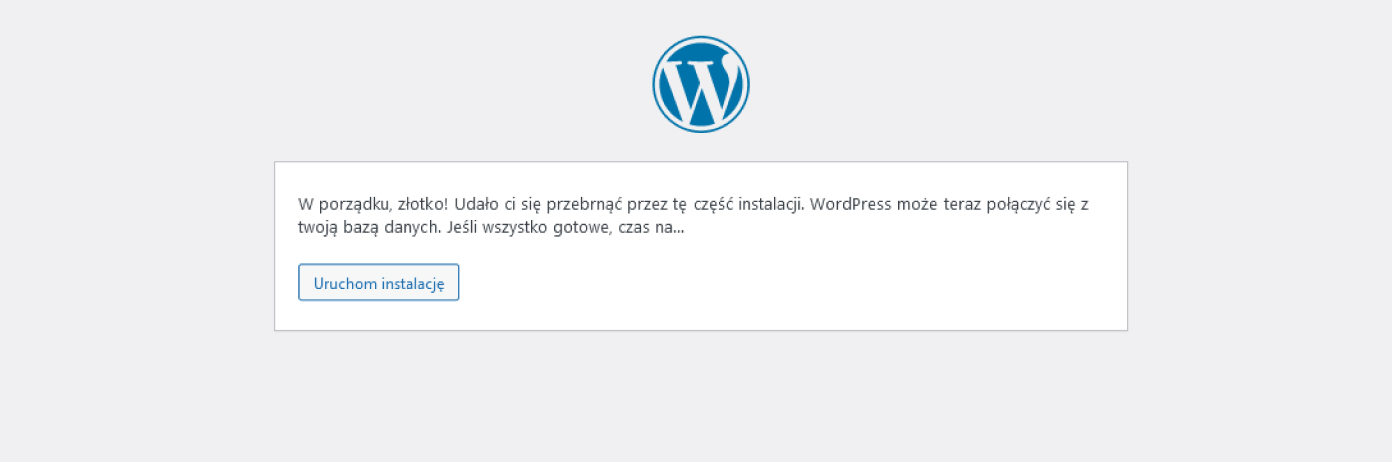 W porządku, złotko! Udało ci się przebrnąć przez tę część instalacji. WordPress może teraz połączyć się z
twoją bazą danych. Jeśli wszystko gotowe, czas na...
Uruchom instalację